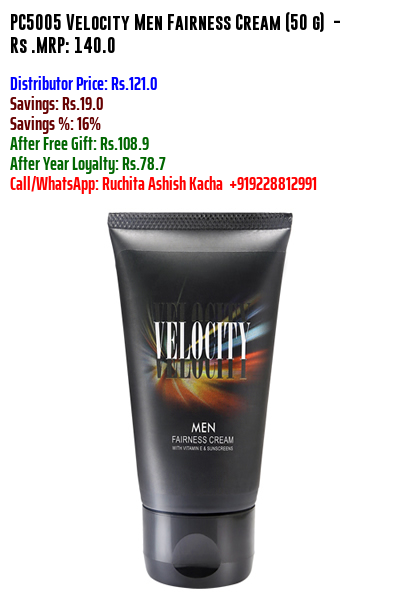 PC5005 Velocity Men Fairness Cream (50 g) -
Rs .MRP: 140.0
Distributor Price: Rs.121.0
Savings: Rs.19.0
Savings %: 16%
After Free Gift: Rs.108.9
After Year Loyalty: Rs.78.7
Call/WhatsApp: Ruchita Ashish Kacha +919228812991
VELOCITY
MEN
FAIRNESS CREAM
WITH VITAMIN E & SUNSCREENS